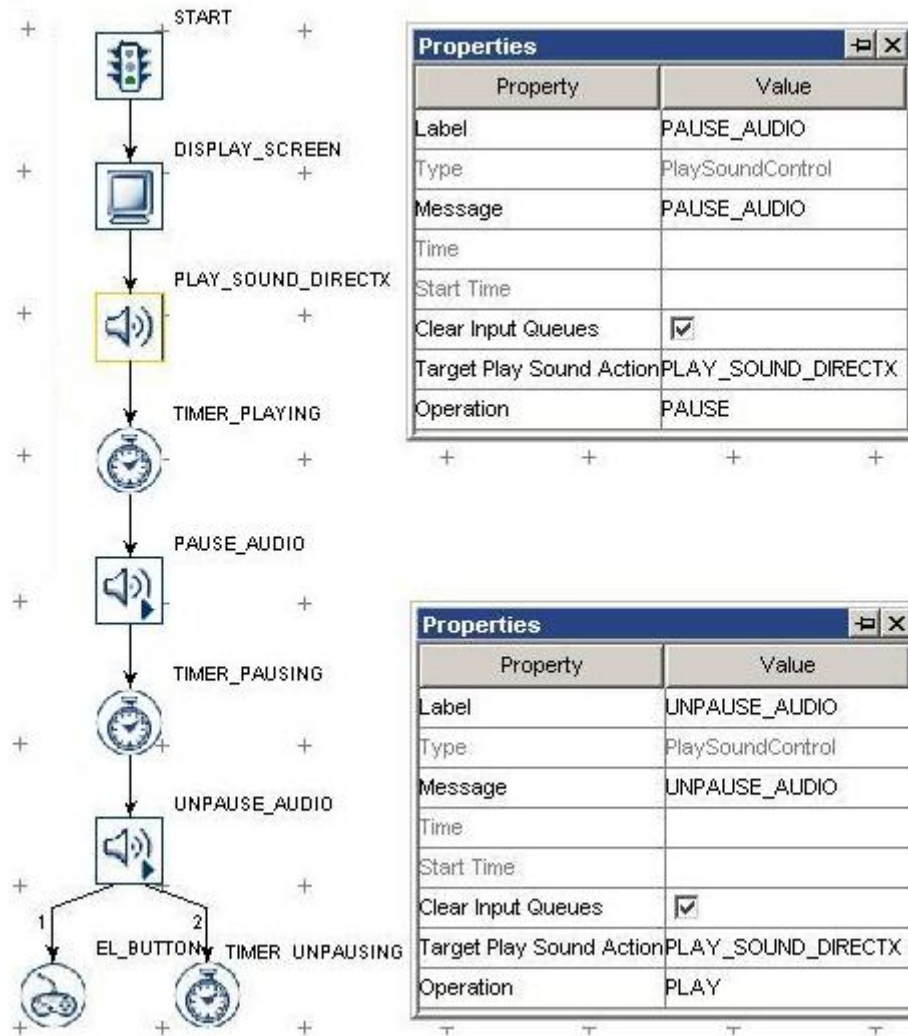 START
DISPLAY_SCREEN
PLAY_SOUND_DIRECTX
TIMER_PLAYING
PAUSE_AUDIO
TIMER_PAUSING
UNPAUSE_AUDIO
1
2
EL_BUTTON
TIMER_UNPAUSING
Properties
Property Value
Label PAUSE_AUDIO
Type PlaySoundControl
Message PAUSE_AUDIO
Time
Start Time
Clear Input Queues
Target Play Sound Action PLAY_SOUND_DIRECTX
Operation PAUSE
Properties
Property Value
Label UNPAUSE_AUDIO
Type PlaySoundControl
Message UNPAUSE_AUDIO
Time
Start Time
Clear Input Queues
Target Play Sound Action PLAY_SOUND_DIRECTX
Operation PLAY